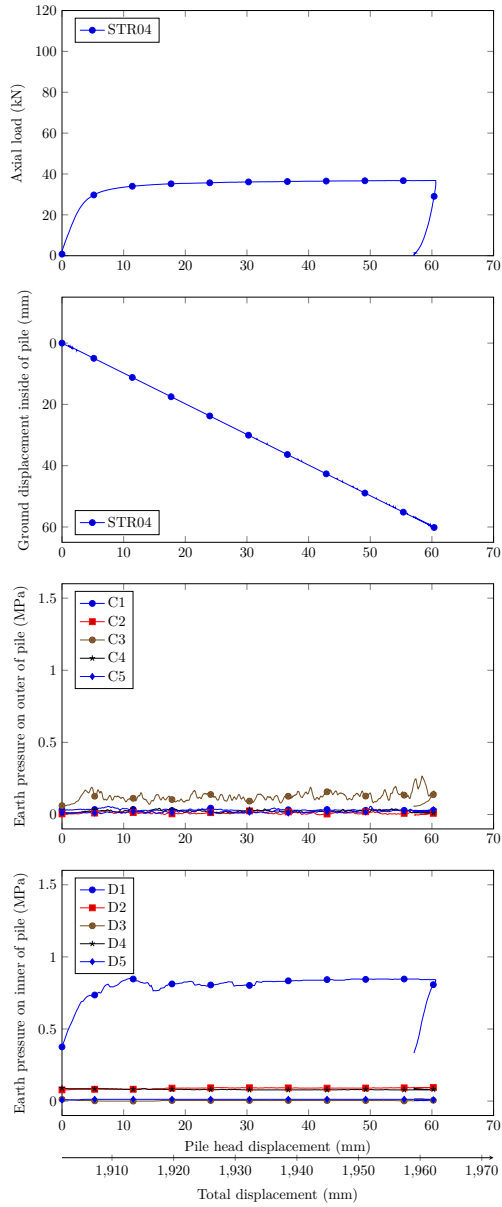 120
100
80
60
40
20
0
Axial load (kN)
STR04
0 10 20 30 40 50 60 70
0
20
40
60
Ground displacement inside of pile (mm)
STR04
0 10 20 30 40 50 60 70
1.5
1
0.5
0
Earth pressure on outer of pile (MPa)
C1
C2
C3
C4
C5
0 10 20 30 40 50 60 70
1.5
1
0.5
0
Earth pressure on inner of pile (MPa)
D1
D2
D3
D4
D5
0 10 20 30 40 50 60 70
Pile head displacement (mm)
1,910 1,920 1,930 1,940 1,950 1,960 1,970
Total displacement (mm)